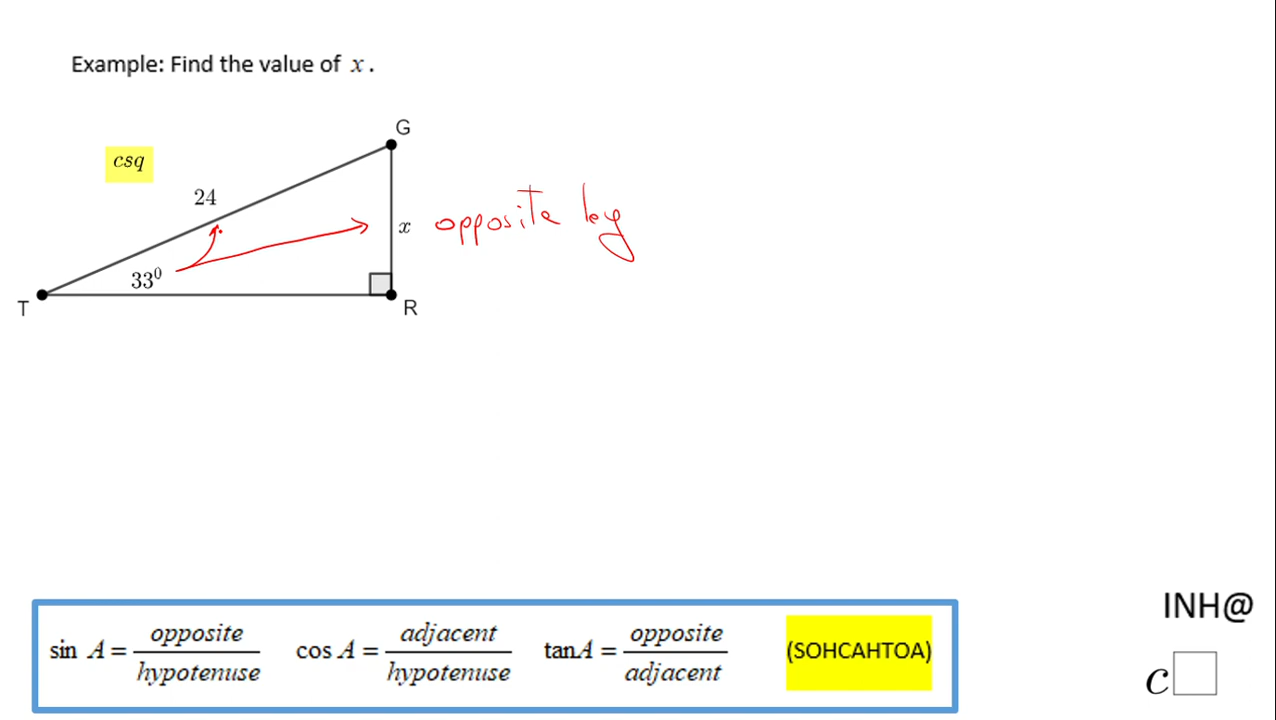 Example: Find the value of x .
G
csq
24
x opposite leg
33⁰
T
R
INH@
sin A = opposite / hypotenuse cos A = adjacent / hypotenuse tanA = opposite / adjacent (SOHCAHTOA)
c